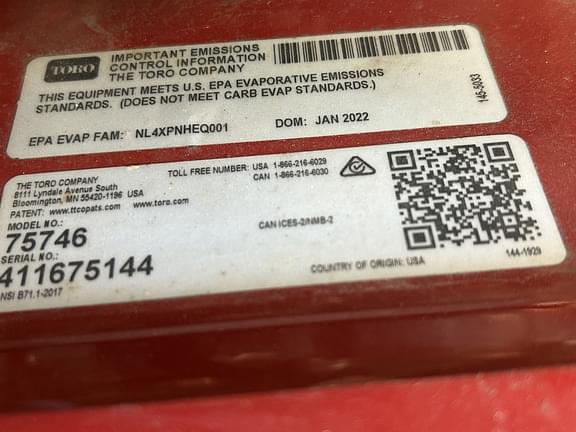 TORO
IMPORTANT EMISSIONS
CONTROL INFORMATION
THE TORO COMPANY
THIS EQUIPMENT MEETS U.S. EPA EVAPORATIVE EMISSIONS
STANDARDS. (DOES NOT MEET CARB EVAP STANDARDS.)
EPA EVAP FAM: NL4XPNHEQ001
DOM: JAN 2022
145-5033
THE TORO COMPANY
8111 Lyndale Avenue South
Bloomington, MN 55420-1196 USA
PATENT: www.ttcopats.com www.toro.com
TOLL FREE NUMBER: USA 1-866-216-6029
CAN 1-866-216-6030
MODEL NO.:
75746
SERIAL NO.:
411675144
NSI B71.1-2017
CAN ICES-2/NMB-2
COUNTRY OF ORIGIN: USA
144-1929